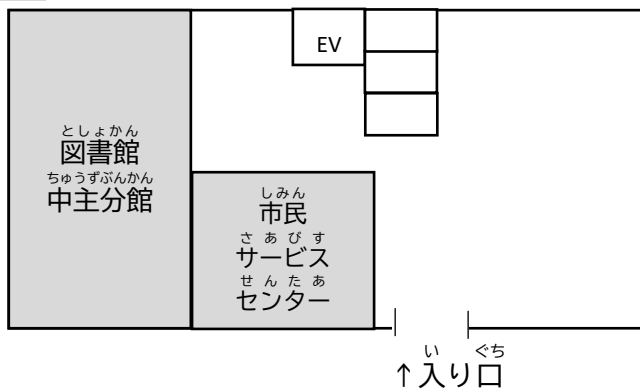 EV
としょかん
図書館
ちゅうずぶんかん
中主分館
しみん
市民
さあびす
サービス
せんたあ
センター
い ぐち
↑入り口